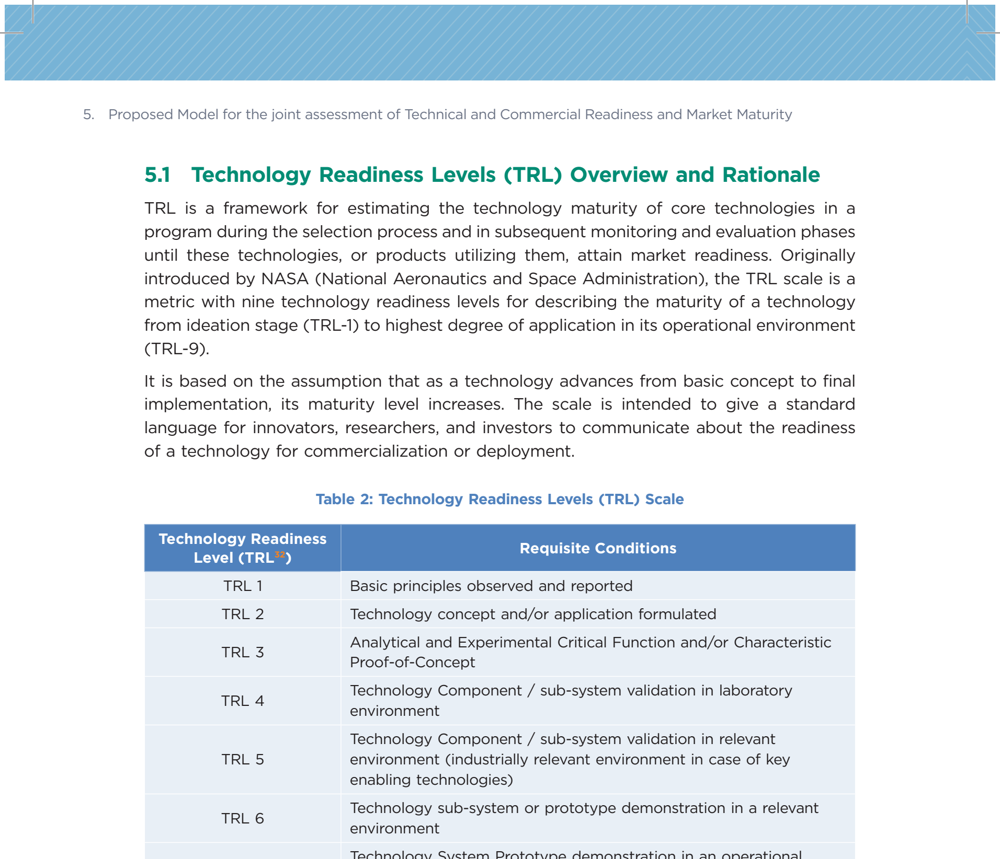 5. Proposed Model for the joint assessment of Technical and Commercial Readiness and Market Maturity
5.1 Technology Readiness Levels (TRL) Overview and Rationale
TRL is a framework for estimating the technology maturity of core technologies in a
program during the selection process and in subsequent monitoring and evaluation phases
until these technologies, or products utilizing them, attain market readiness. Originally
introduced by NASA (National Aeronautics and Space Administration), the TRL scale is a
metric with nine technology readiness levels for describing the maturity of a technology
from ideation stage (TRL-1) to highest degree of application in its operational environment
(TRL-9).
It is based on the assumption that as a technology advances from basic concept to final
implementation, its maturity level increases. The scale is intended to give a standard
language for innovators, researchers, and investors to communicate about the readiness
of a technology for commercialization or deployment.
Table 2: Technology Readiness Levels (TRL) Scale
Technology Readiness
Level (TRL32)
Requisite Conditions
TRL 1
Basic principles observed and reported
TRL 2
Technology concept and/or application formulated
TRL 3
Analytical and Experimental Critical Function and/or Characteristic
Proof-of-Concept
TRL 4
Technology Component / sub-system validation in laboratory
environment
TRL 5
Technology Component / sub-system validation in relevant
environment (industrially relevant environment in case of key
enabling technologies)
TRL 6
Technology sub-system or prototype demonstration in a relevant
environment
Technology System Prototype demonstration in an operational